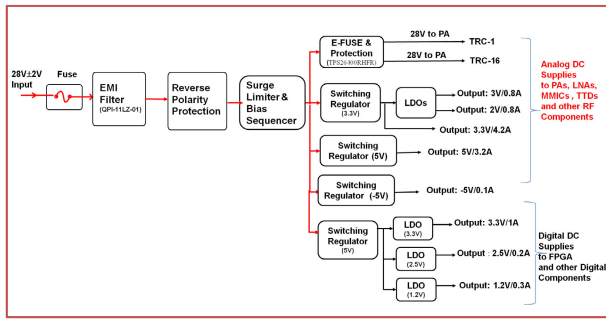 28V±2V
Input
Fuse
EMI
Filter
(QPI-11LZ-01)
Reverse
Polarity
Protection
Surge
Limiter &
Bias
Sequencer
E-FUSE &
Protection
(TPS26400RHFR)
28V to PA
TRC-1
28V to PA
TRC-16
Switching
Regulator
(3.3V)
LDOs
Output: 3V/0.8A
Output: 2V/0.8A
Output: 3.3V/4.2A
Switching
Regulator (5V)
Output: 5V/3.2A
Switching
Regulator (-5V)
Output: -5V/0.1A
Switching
Regulator
(5V)
LDO
(3.3V)
Output: 3.3V/1A
LDO
(2.5V)
Output : 2.5V/0.2A
LDO
(1.2V)
Output: 1.2V/0.3A
Analog DC
Supplies
to PAs, LNAs,
MMICs , TTDs
and other RF
Components
Digital DC
Supplies
to FPGA
and other Digital
Components